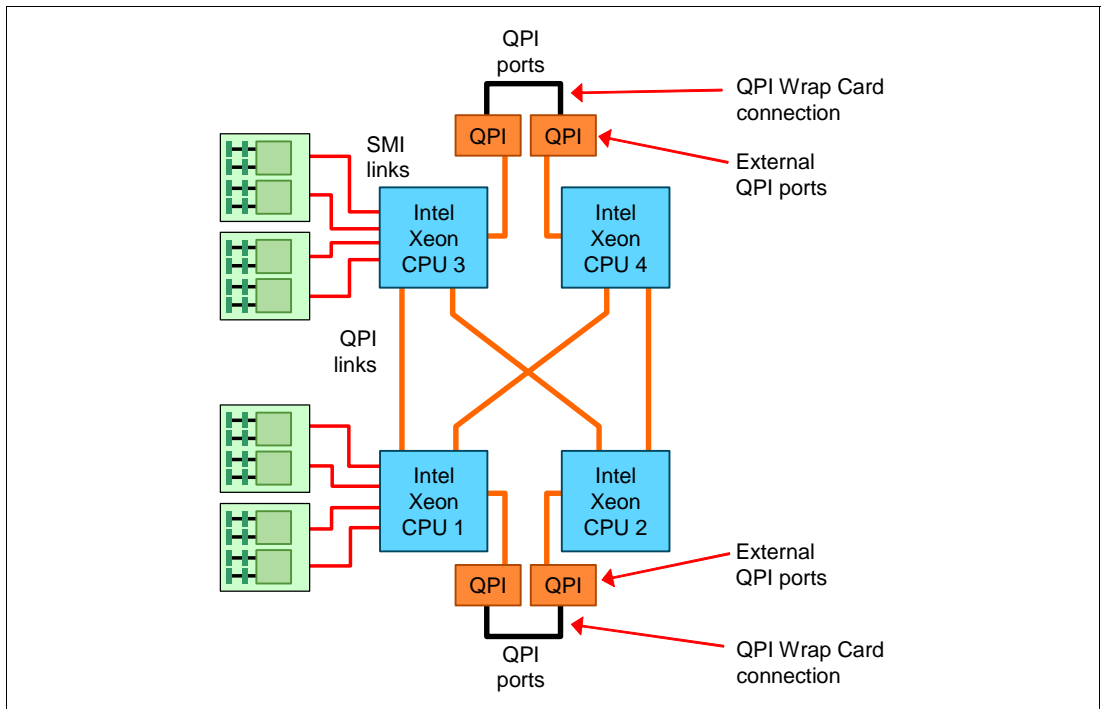 QPI
ports
QPI Wrap Card
connection
QPI
QPI
External
QPI ports
SMI
links
Intel
Xeon
CPU 3
Intel
Xeon
CPU 4
QPI
links
Intel
Xeon
CPU 1
Intel
Xeon
CPU 2
QPI
QPI
External
QPI ports
QPI
ports
QPI Wrap Card
connection